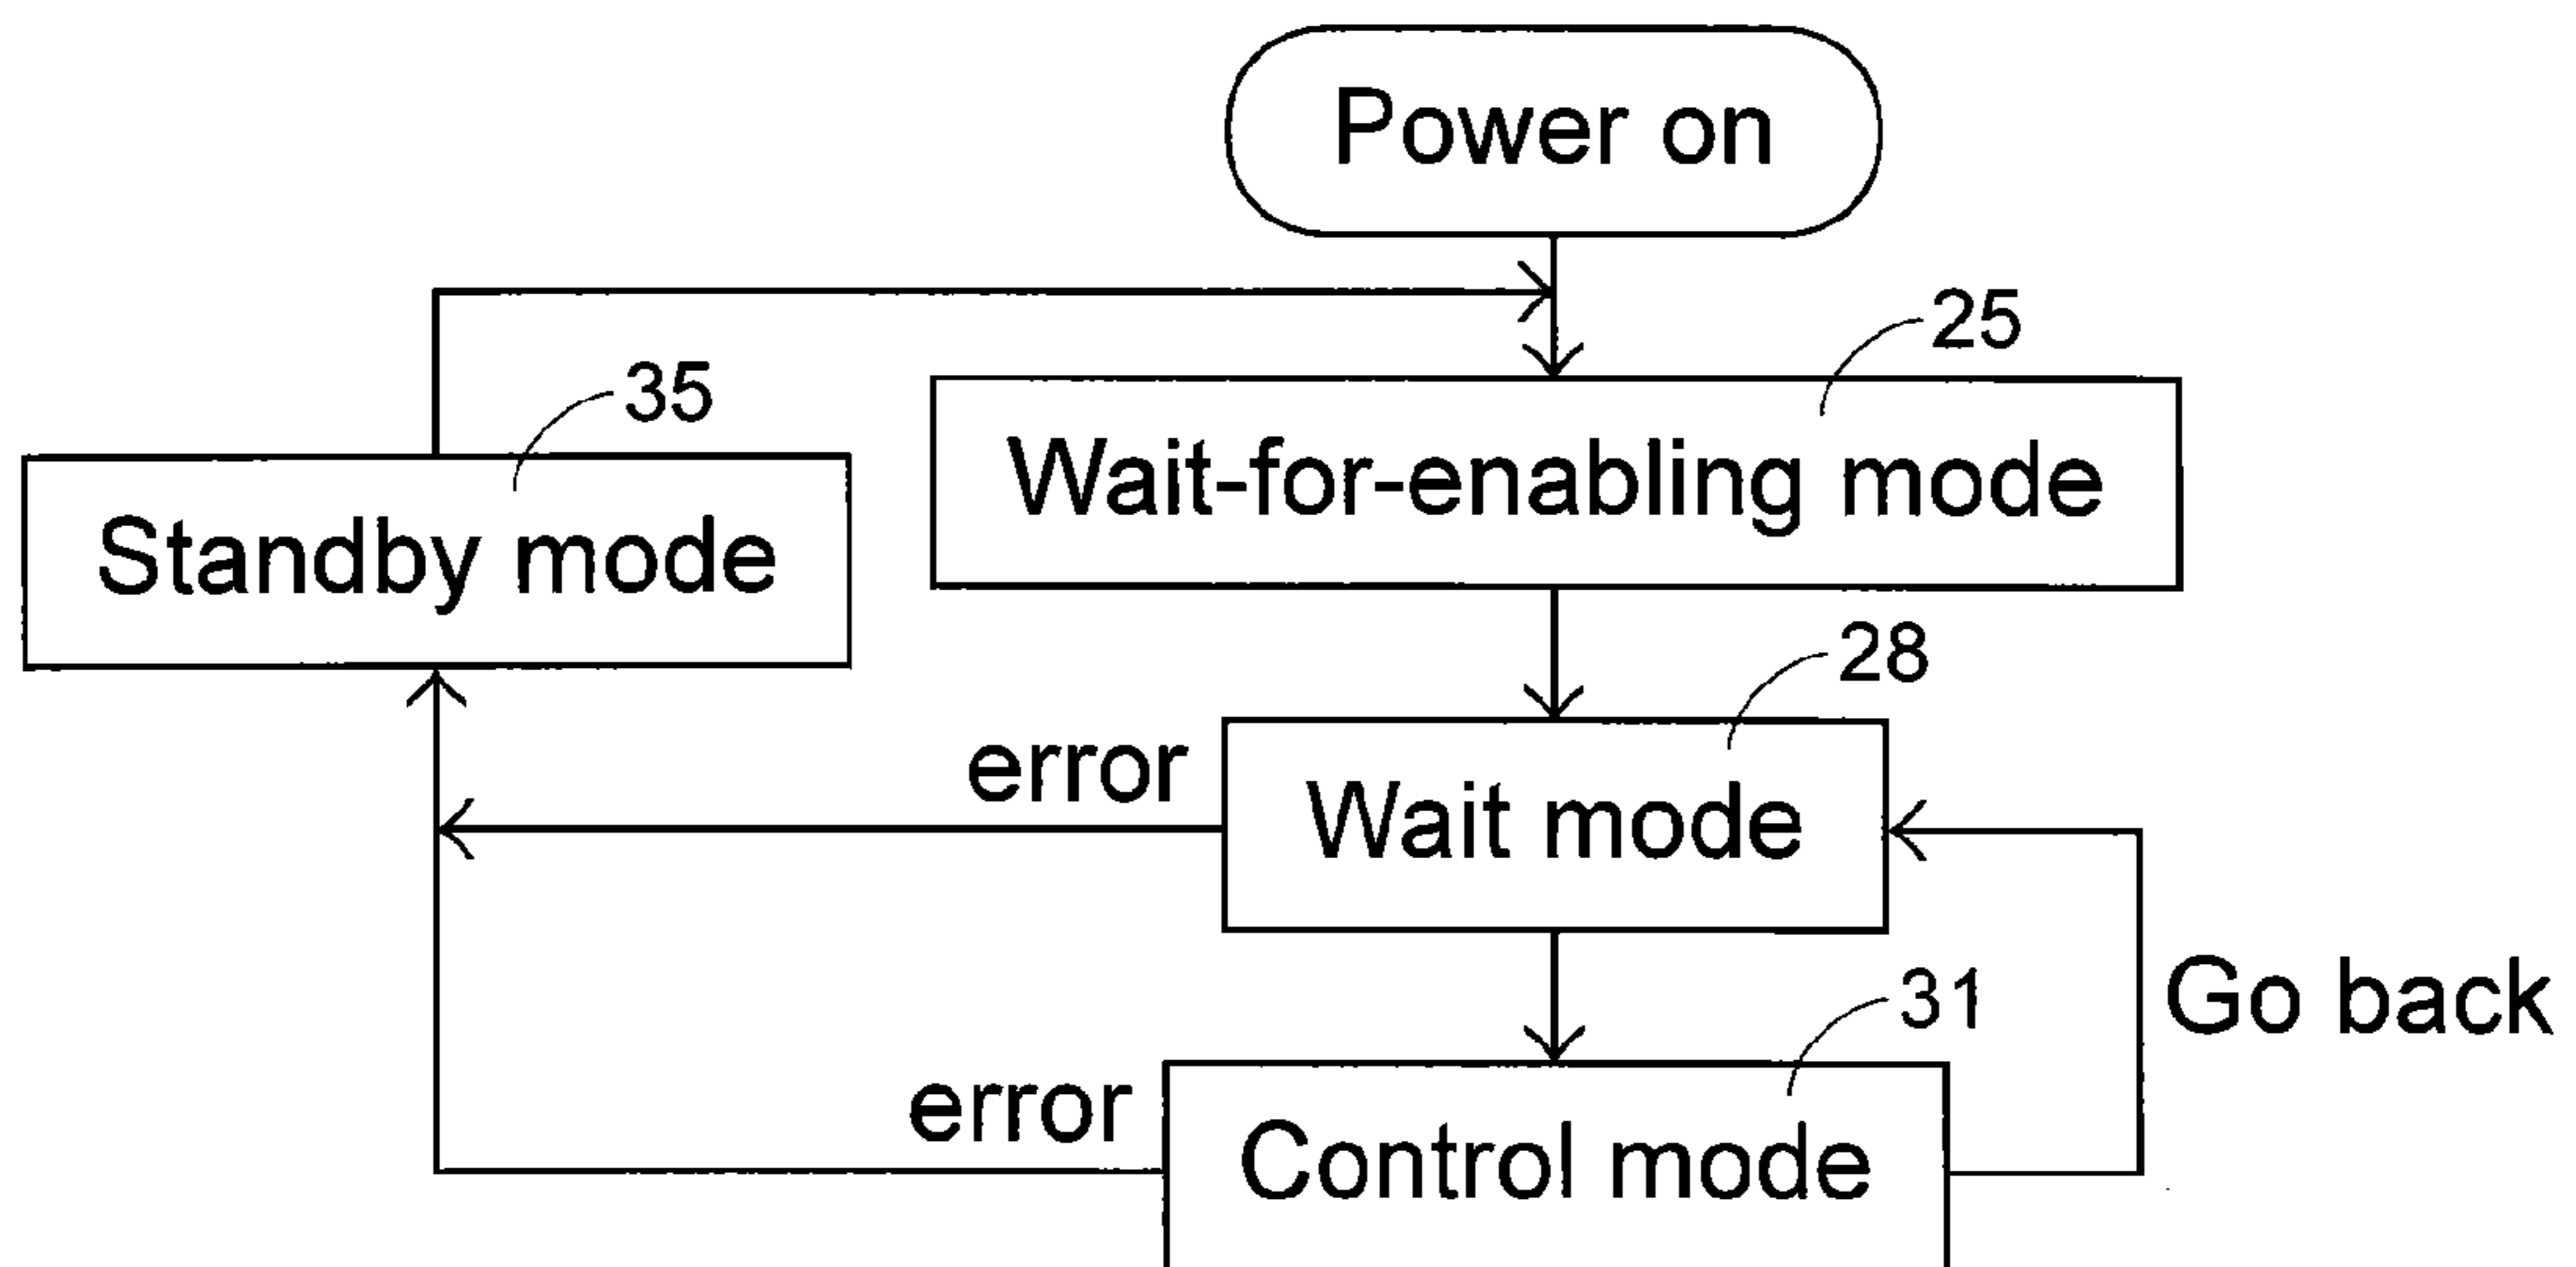 Power on
25
35
Wait-for-enabling mode
Standby mode
28
error
Wait mode
31
Go back
error
Control mode